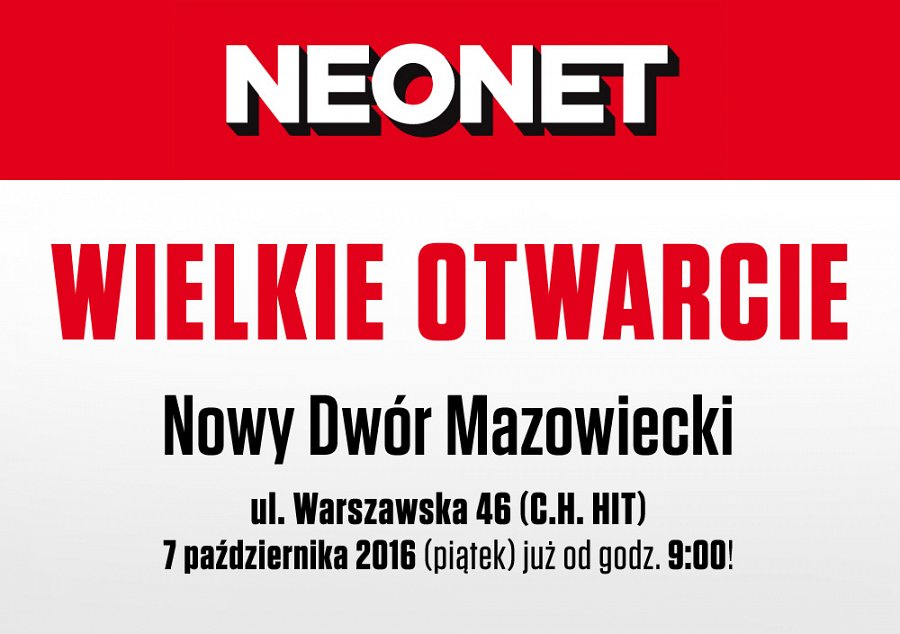 NEONET
WIELKIE OTWARCIE
Nowy Dwór Mazowiecki
ul. Warszawska 46 (C.H. HIT)
7 października 2016 (piątek) już od godz. 9:00!